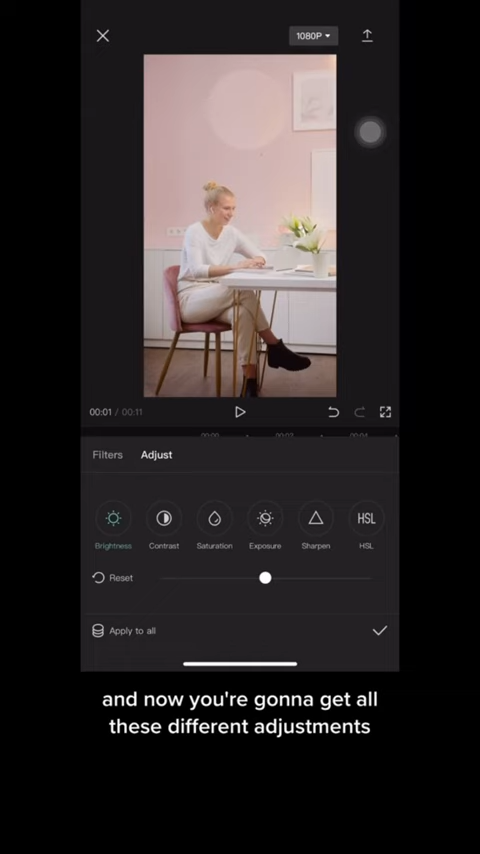 1080P
00:01 / 00:11
Filters
Adjust
HSL
Brightness
Contrast
Saturation
Exposure
Sharpen
HSL
Reset
Apply to all
and now you're gonna get all
these different adjustments